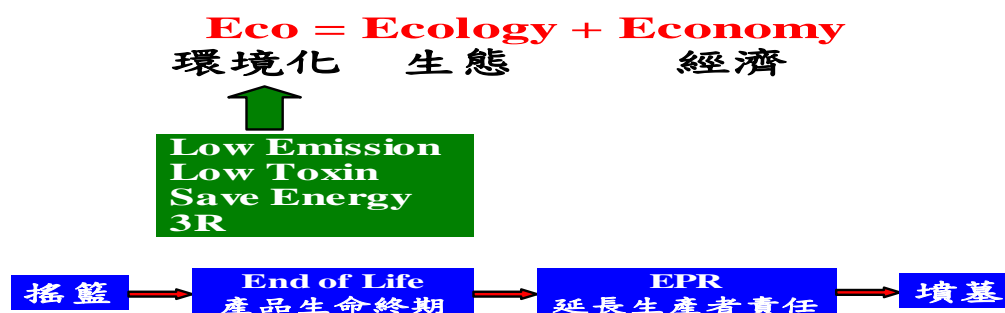 Eco = Ecology + Economy
環境化 生態 經濟
Low Emission
Low Toxin
Save Energy
3R
搖籃
End of Life
產品生命終期
EPR
延長生產者責任
墳墓